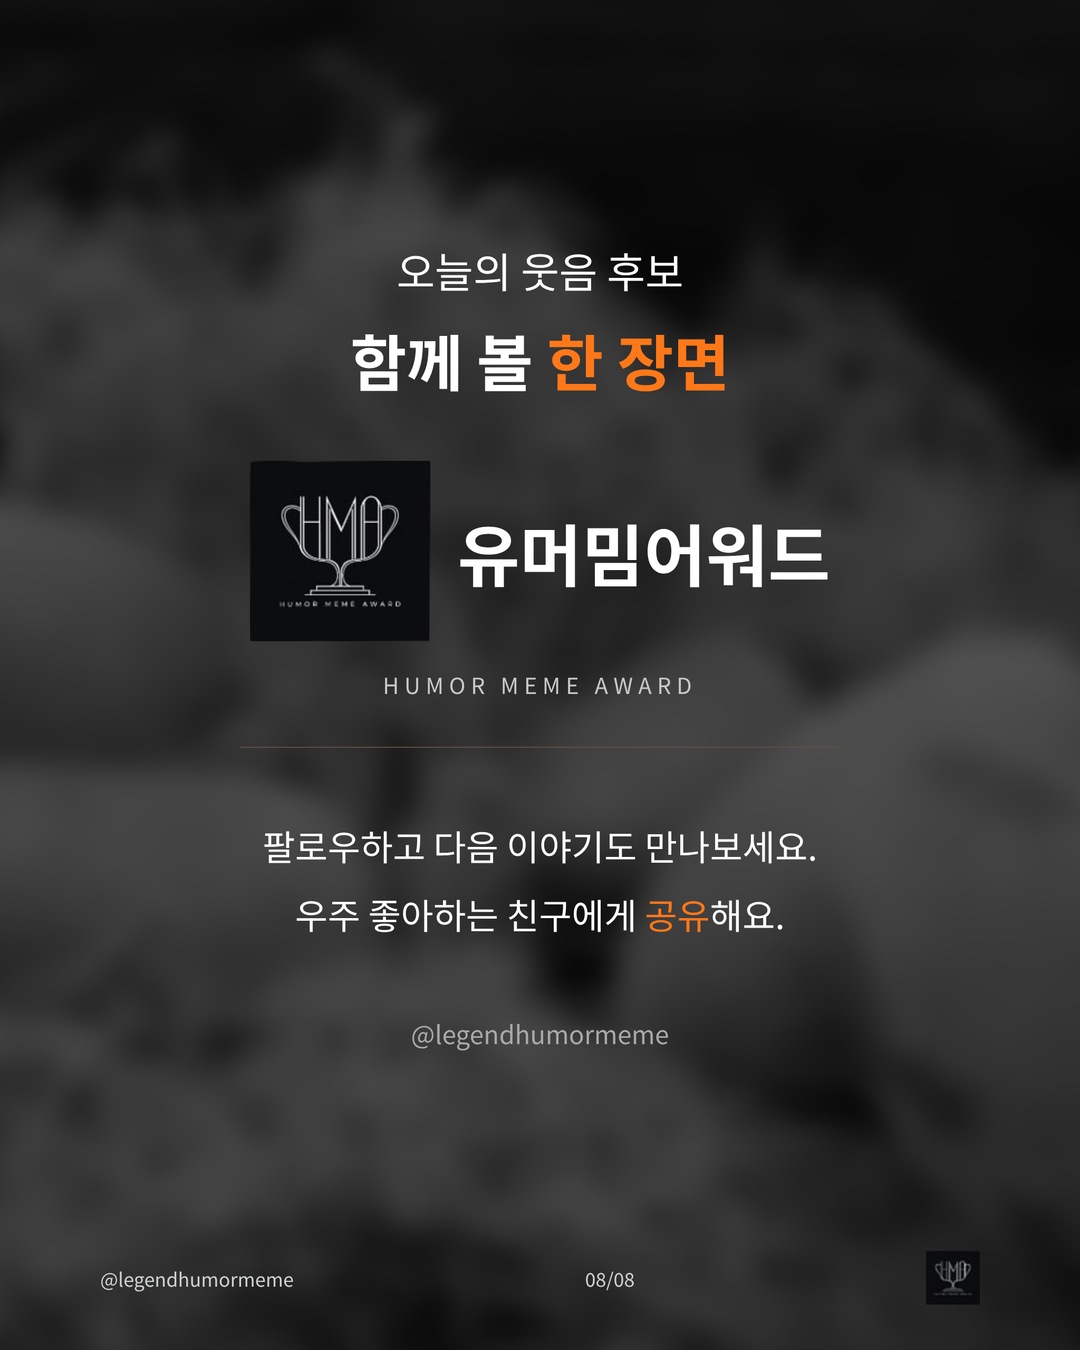 오늘의 웃음 후보
함께 볼 한 장면
HMA
HUMOR MEME AWARD
유머밈어워드
HUMOR MEME AWARD
팔로우하고 다음 이야기도 만나보세요.
우주 좋아하는 친구에게 공유해요.
@legendhumormeme
@legendhumormeme
08/08
HMA